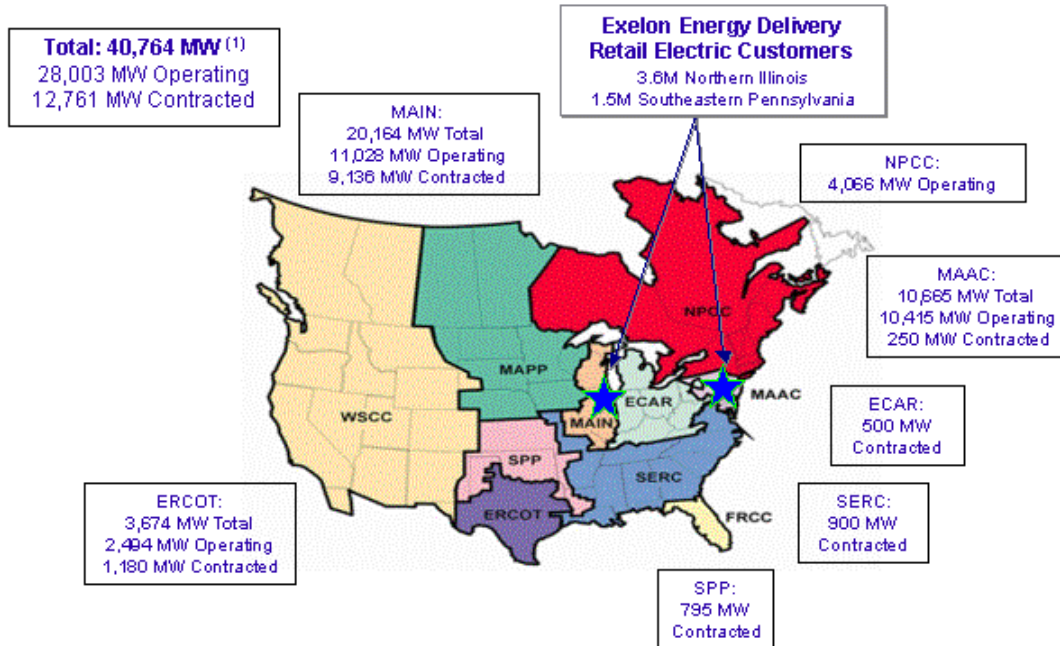 Total: 40,764 MW (1)
28,003 MW Operating
12,761 MW Contracted
Exelon Energy Delivery
Retail Electric Customers
3.6M Northern Illinois
1.5M Southeastern Pennsylvania
MAIN:
20,164 MW Total
11,028 MW Operating
9,136 MW Contracted
NPCC:
4,066 MW Operating
MAAC:
10,665 MW Total
10,415 MW Operating
250 MW Contracted
ECAR:
500 MW
Contracted
SERC:
900 MW
Contracted
SPP:
795 MW
Contracted
ERCOT:
3,674 MW Total
2,494 MW Operating
1,180 MW Contracted
NPCC
MAPP
WSCC
ECAR
MAAC
MAIN
SPP
SERC
ERCOT
FRCC